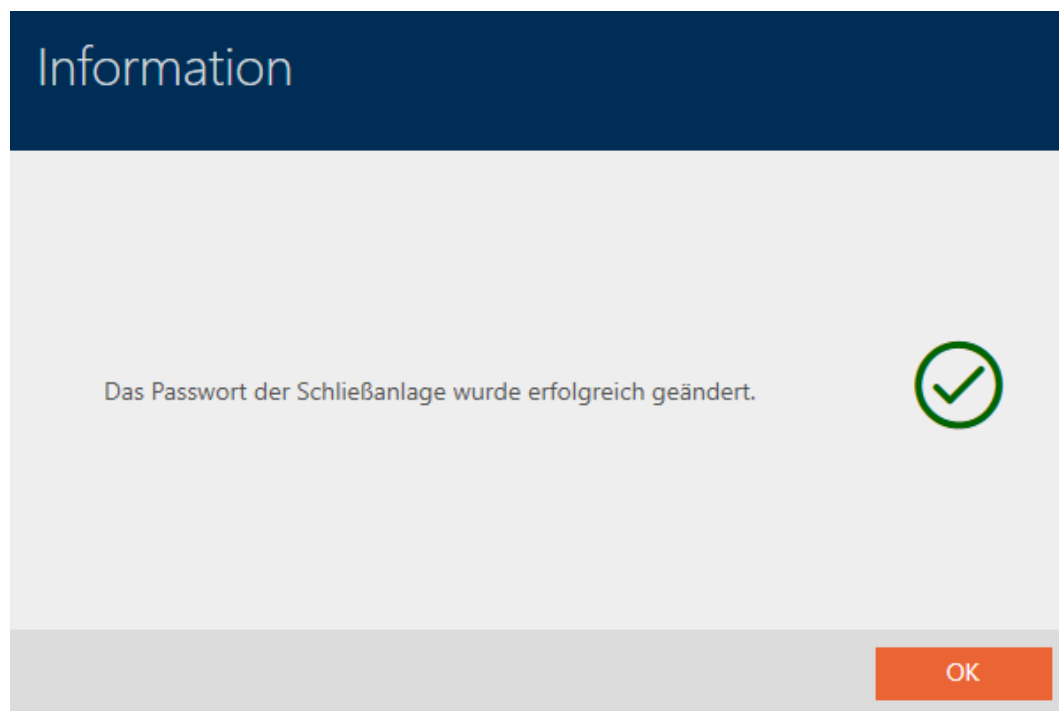 Information
Das Passwort der Schließanlage wurde erfolgreich geändert.
OK